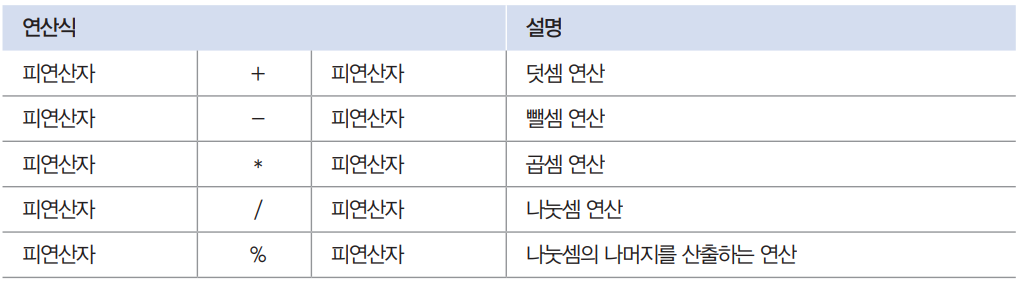 연산식 설명
피연산자 + 피연산자 덧셈 연산
피연산자 - 피연산자 뺄셈 연산
피연산자 * 피연산자 곱셈 연산
피연산자 / 피연산자 나눗셈 연산
피연산자 % 피연산자 나눗셈의 나머지를 산출하는 연산